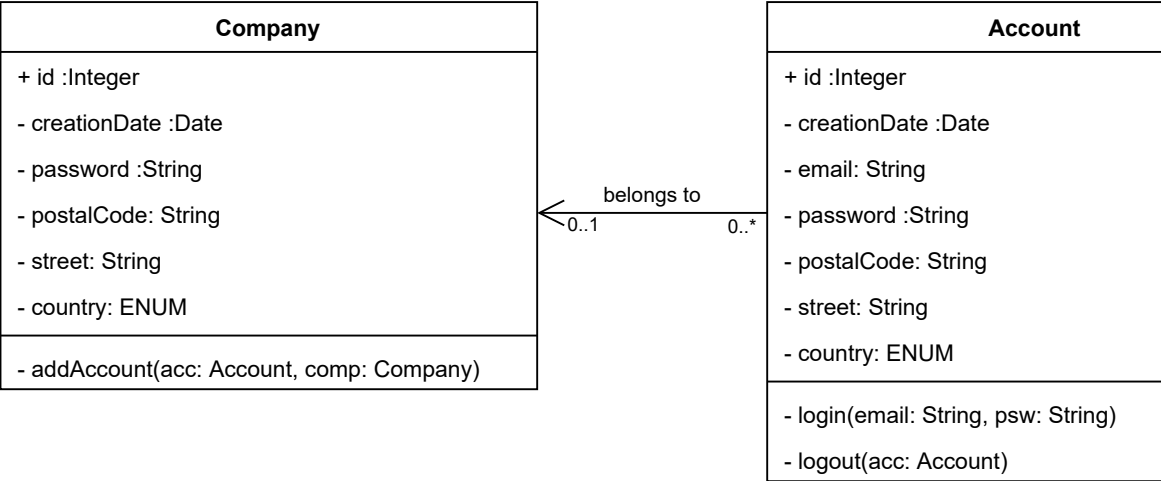 Company
+ id :Integer
- creationDate :Date
- password :String
- postalCode: String
- street: String
- country: ENUM
- addAccount(acc: Account, comp: Company)
belongs to
0..1
0..*
Account
+ id :Integer
- creationDate :Date
- email: String
- password :String
- postalCode: String
- street: String
- country: ENUM
- login(email: String, psw: String)
- logout(acc: Account)